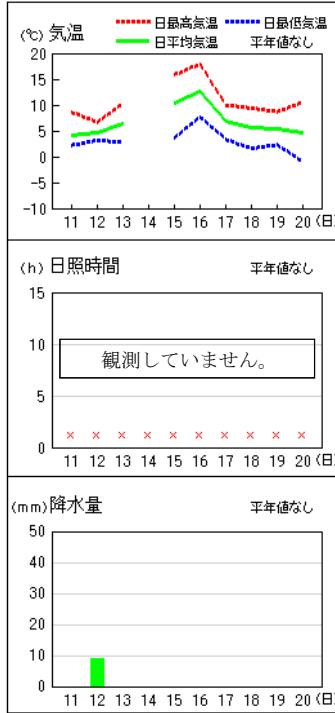 (℃) 気温
日最高気温 日最低気温
日平均気温 平年値なし
20
15
10
5
0
-5
-10
11 12 13 14 15 16 17 18 19 20 (日)
(h) 日照時間 平年値なし
15
10
観測していません。
5
0
× × × × × × × × × ×
11 12 13 14 15 16 17 18 19 20 (日)
(mm) 降水量 平年値なし
50
40
30
20
10
0
11 12 13 14 15 16 17 18 19 20 (日)